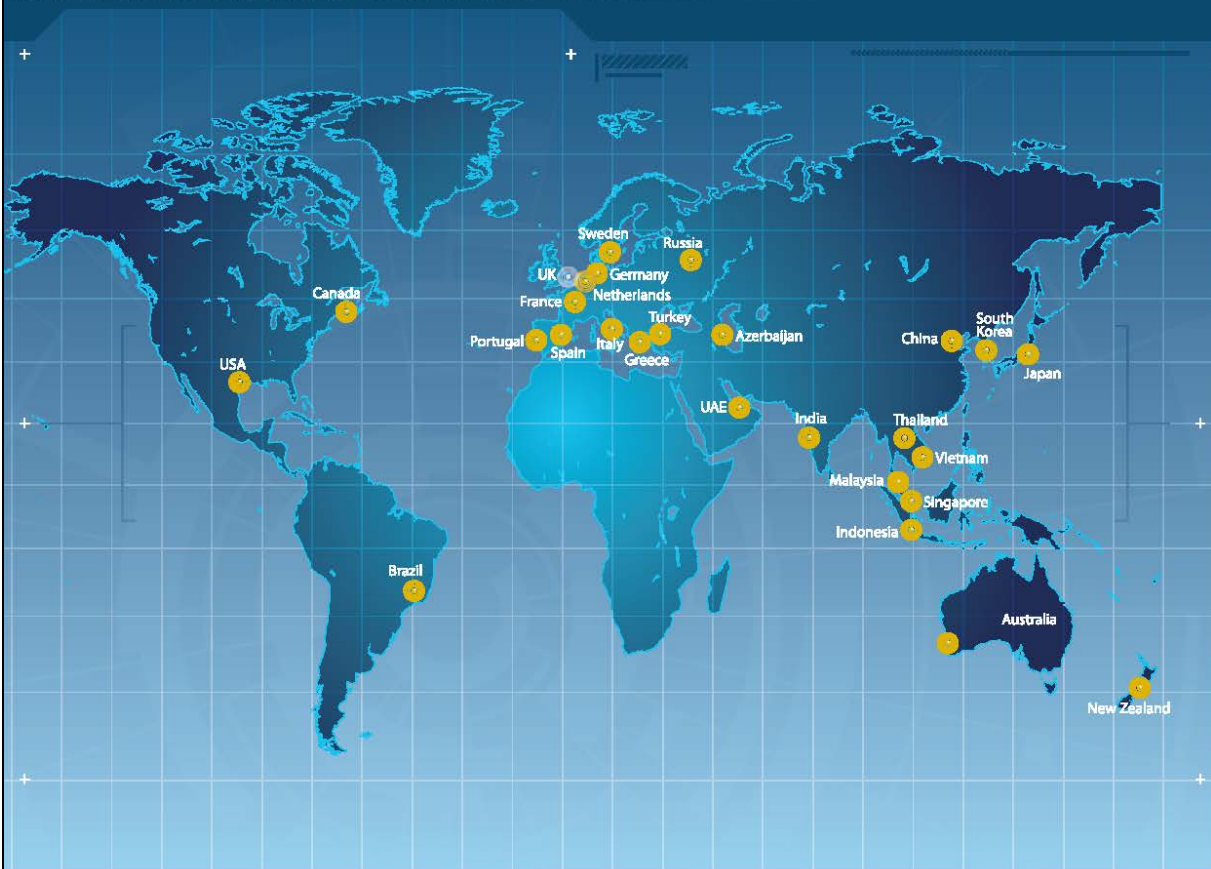 Sweden
Russia
UK
Germany
Netherlands
Canada
France
Turkey
South
Korea
Portugal
Spain
Italy
Greece
Azerbaijan
China
Japan
USA
UAE
India
Thailand
Vietnam
Malaysia
Singapore
Indonesia
Brazil
Australia
New Zealand